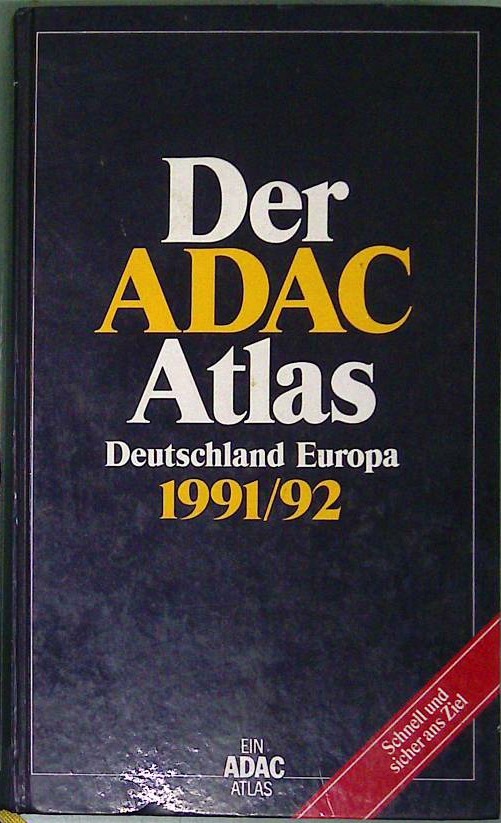 Der
ADAC
Atlas
Deutschland Europa
1991/92
Schnell und
sicher ans Ziel
EIN
ADAC
ATLAS